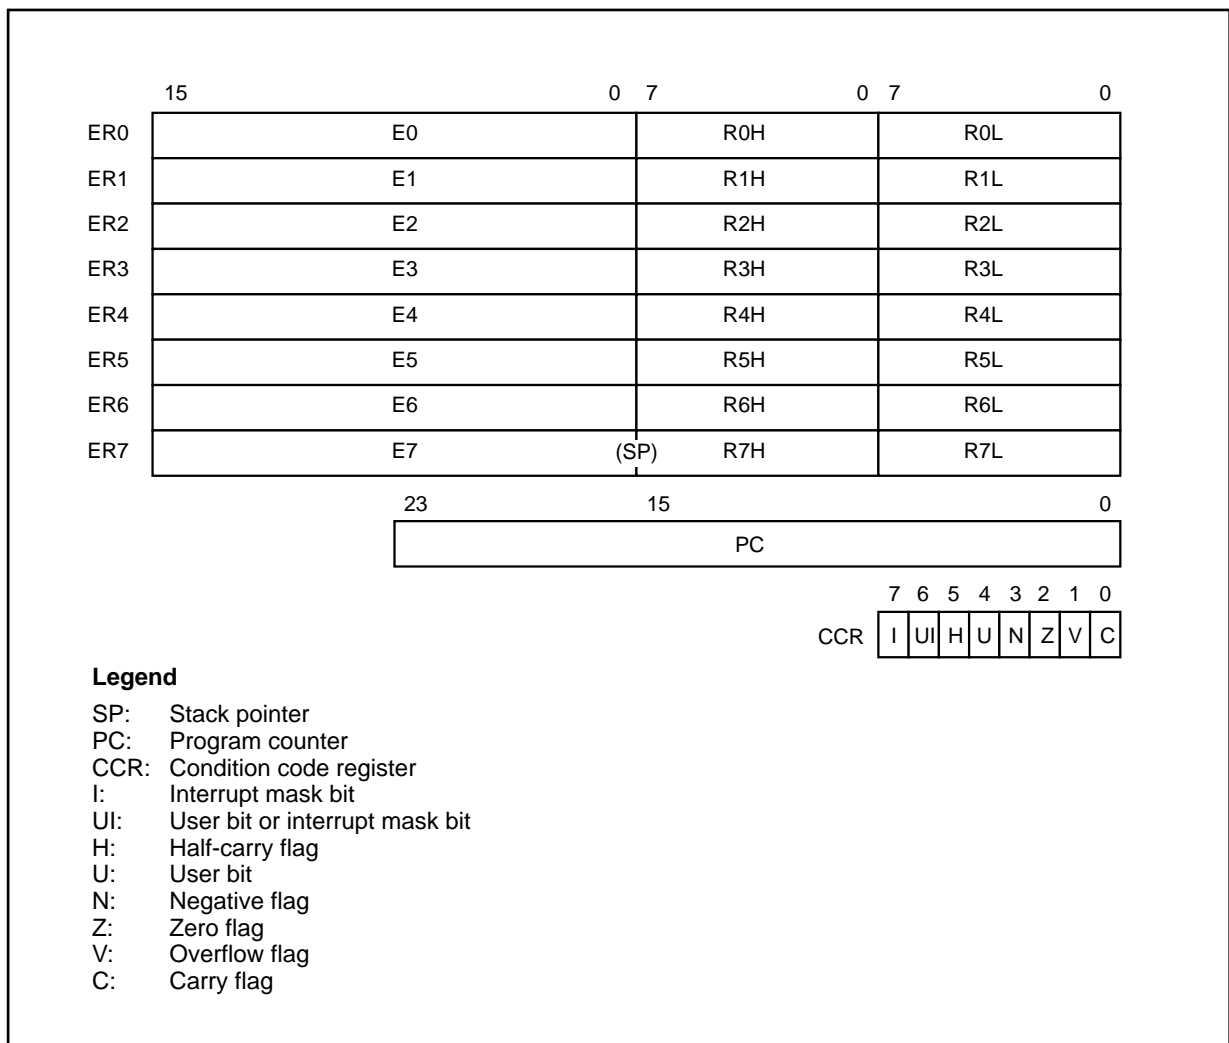 15 0 7 0 7 0
ER0 E0 R0H R0L
ER1 E1 R1H R1L
ER2 E2 R2H R2L
ER3 E3 R3H R3L
ER4 E4 R4H R4L
ER5 E5 R5H R5L
ER6 E6 R6H R6L
ER7 E7 (SP) R7H R7L
23 15 0
PC
7 6 5 4 3 2 1 0
CCR I UI H U N Z V C
Legend
SP: Stack pointer
PC: Program counter
CCR: Condition code register
I: Interrupt mask bit
UI: User bit or interrupt mask bit
H: Half-carry flag
U: User bit
N: Negative flag
Z: Zero flag
V: Overflow flag
C: Carry flag